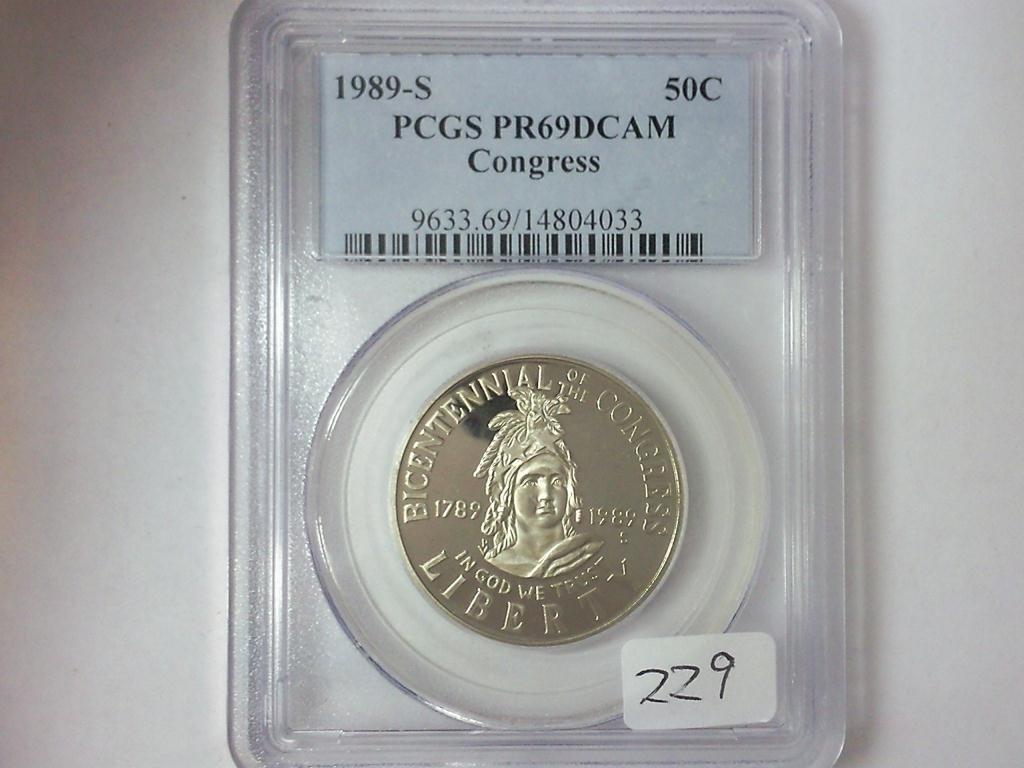 1989-S 50C
PCGS PR69DCAM
Congress
9633.69/14804033
BICENTENNIAL OF THE CONGRESS
1789 1989
S
IN GOD WE TRUST
LIBERTY
229